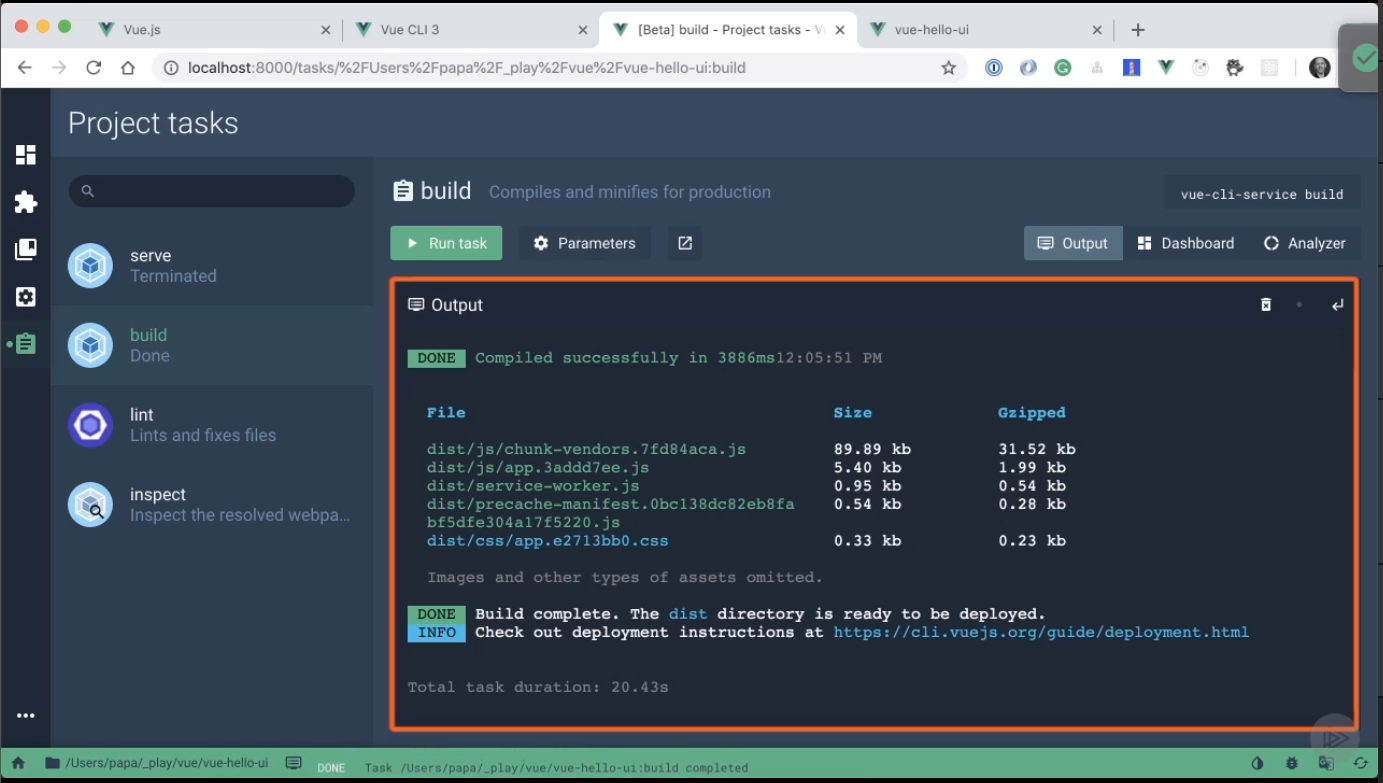 Vue.js
Vue CLI 3
[Beta] build - Project tasks - Vu
vue-hello-ui
localhost:8000/tasks/%2FUsers%2Fpapa%2F_play%2Fvue%2Fvue-hello-ui:build
Project tasks
serve
Terminated
build
Done
lint
Lints and fixes files
inspect
Inspect the resolved webpa...
build Compiles and minifies for production
vue-cli-service build
Run task Parameters
Output Dashboard Analyzer
Output
DONE Compiled successfully in 3886ms12:05:51 PM
File Size Gzipped
dist/js/chunk-vendors.7fd84aca.js 89.89 kb 31.52 kb
dist/js/app.3addd7ee.js 5.40 kb 1.99 kb
dist/service-worker.js 0.95 kb 0.54 kb
dist/precache-manifest.0bc138dc82eb8fa 0.54 kb 0.28 kb
bf5dfe304a17f5220.js
dist/css/app.e2713bb0.css 0.33 kb 0.23 kb
Images and other types of assets omitted.
DONE Build complete. The dist directory is ready to be deployed.
INFO Check out deployment instructions at https://cli.vuejs.org/guide/deployment.html
Total task duration: 20.43s
/Users/papa/_play/vue/vue-hello-ui DONE Task /Users/papa/_play/vue/vue-hello-ui:build completed